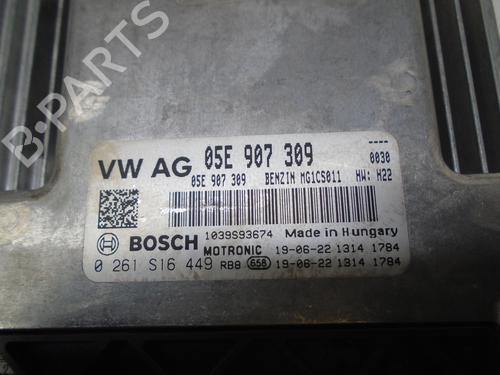 B-PARTS
----
VW AG 05E 907 309 0030
05E 907 309 BENZIN MG1CS011 HW: H22
BOSCH 1039S93674 Made in Hungary
MOTRONIC 19-06-22 1314 1784
0 261 S16 449 RB8 658 19-06-22 1314 1784